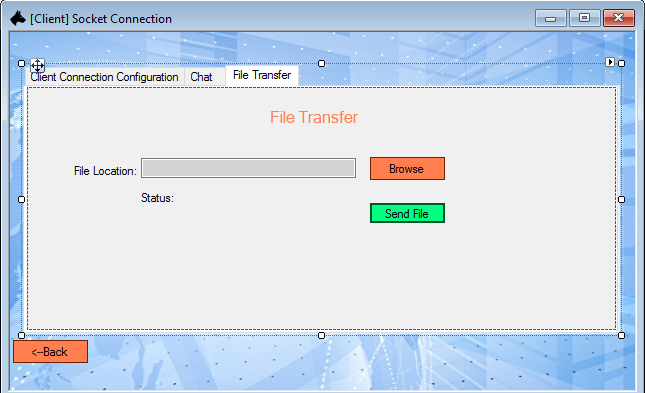 [Client] Socket Connection
Client Connection Configuration Chat File Transfer
File Transfer
File Location: Browse
Status:
Send File
<--Back